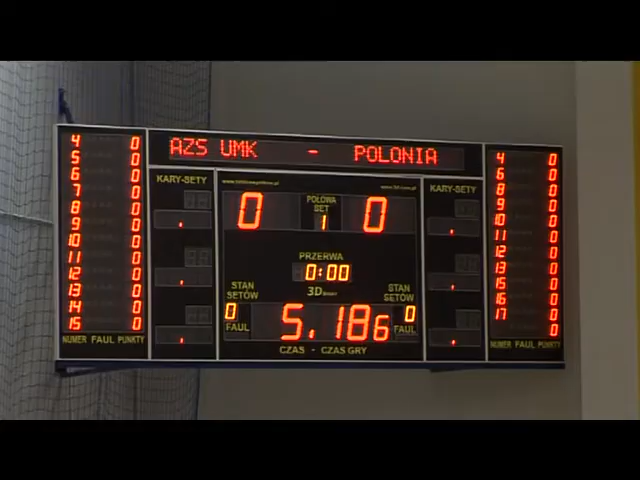 AZS UMK - POLONIA
KARY-SETY
KARY-SETY
0 POŁOWA 0
SET
1
PRZERWA
0:00
3D
STAN
SETÓW
STAN
SETÓW
0 5.186 0
FAUL FAUL
CZAS - CZAS GRY
4 0
5 0
6 0
7 0
8 0
9 0
10 0
11 0
12 0
13 0
14 0
15 0
NUMER FAUL PUNKTY
4 0
6 0
8 0
9 0
10 0
11 0
12 0
13 0
15 0
16 0
17 0
0
NUMER FAUL PUNKTY